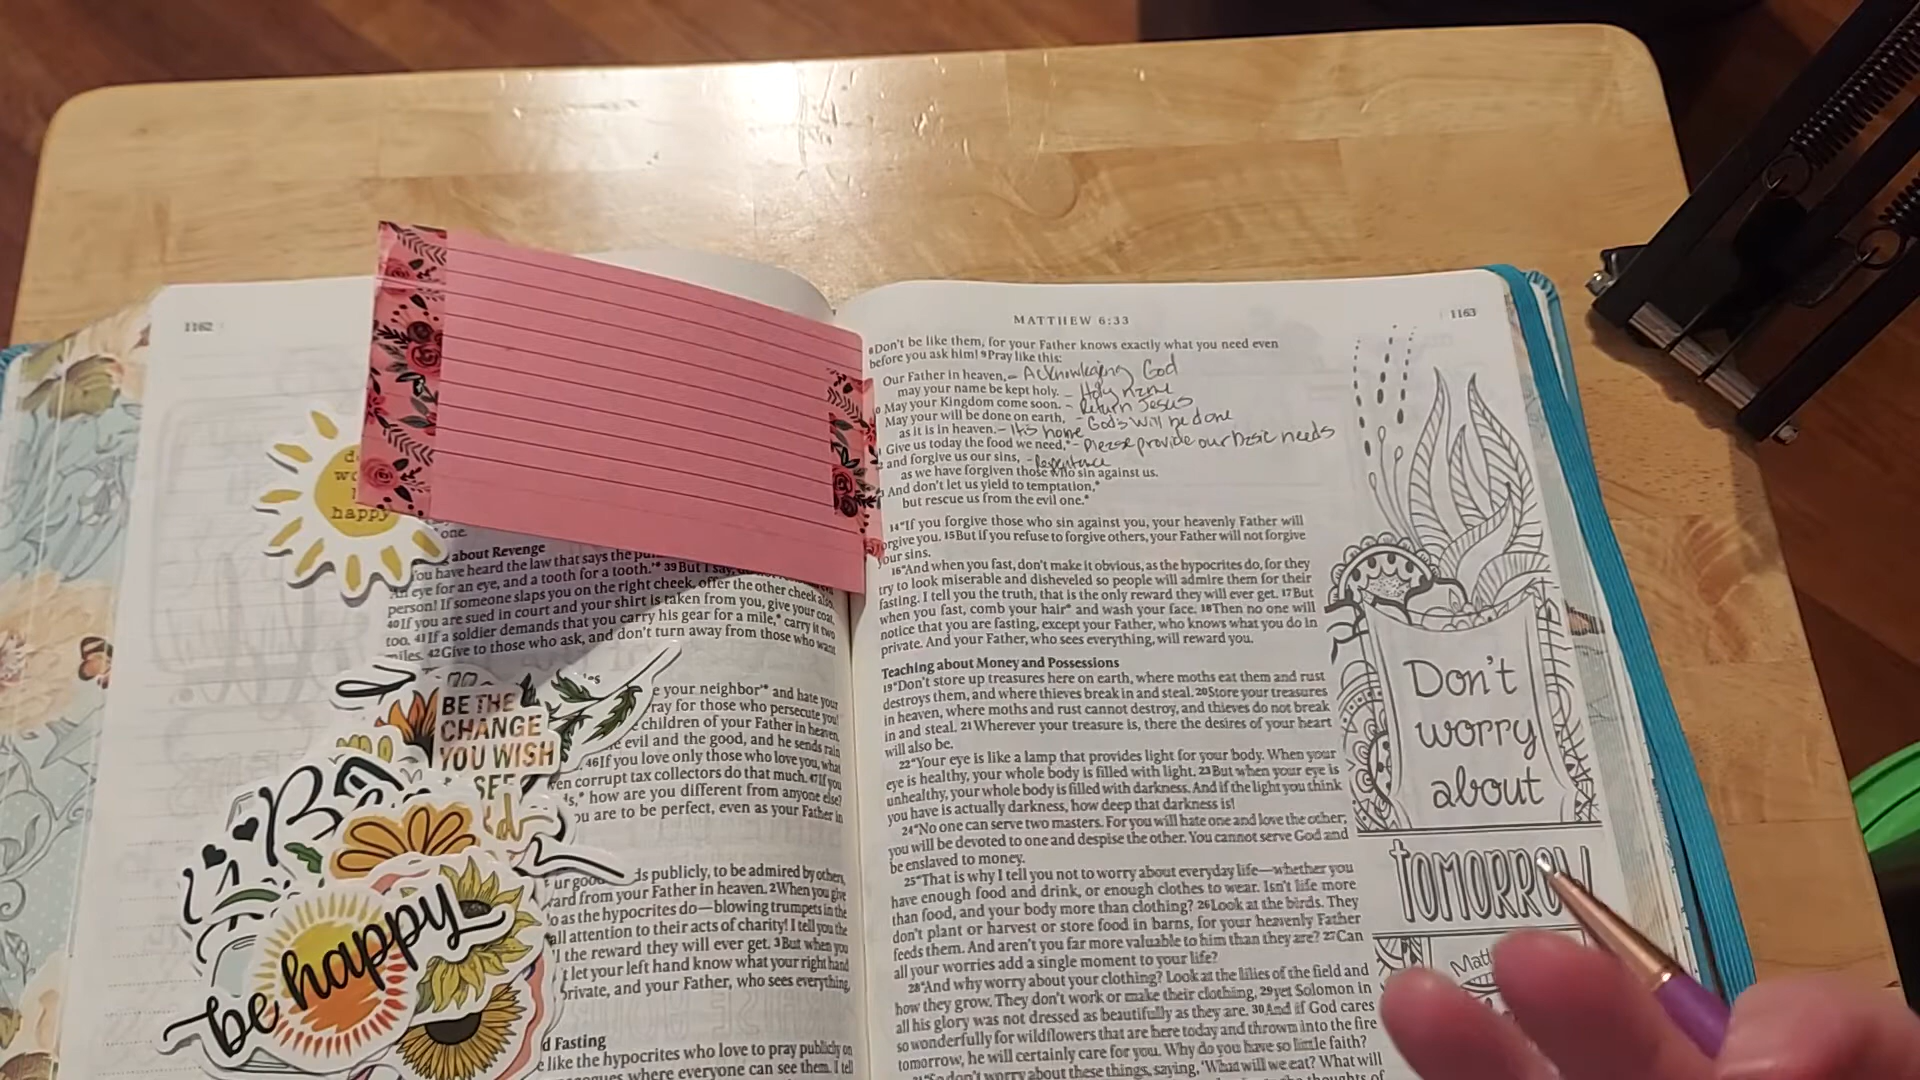 1162
happy
one.
about Revenge
You have heard the law that says the
An eye for an eye, and a tooth for a tooth.'* 39But I say,
person! If someone slaps you on the right cheek, offer the other cheek also.
40If you are sued in court and your shirt is taken from you, give your coat,
too. 41If a soldier demands that you carry his gear for a mile,* carry it two
miles. 42Give to those who ask, and don't turn away from those who want
BE THE
CHANGE
YOU WISH
SEE
your neighbor'* and hate your
for those who persecute you!
children of your Father in heaven.
evil and the good, and he sends rain
46If you love only those who love you, what
corrupt tax collectors do that much. 47If you
how are you different from anyone else?
are to be perfect, even as your Father in
be happy
publicly, to be admired by others,
from your Father in heaven. 2When you give
as the hypocrites do—blowing trumpets in the
attention to their acts of charity! I tell you the
the reward they will ever get. 3But when you
let your left hand know what your right hand
private, and your Father, who sees everything,
Fasting
like the hypocrites who love to pray publicly on
where everyone can see them. I tell
MATTHEW 6:33
1163
8Don't be like them, for your Father knows exactly what you need even
before you ask him! 9Pray like this:
Our Father in heaven, – Acknowledging God
may your name be kept holy. – Holy name
May your Kingdom come soon. – Return Jesus
May your will be done on earth, – God's will be done
as it is in heaven. – His home
Give us today the food we need,* – Please provide our basic needs
and forgive us our sins, – Repentance
as we have forgiven those who sin against us.
And don't let us yield to temptation,*
but rescue us from the evil one.*
14"If you forgive those who sin against you, your heavenly Father will
forgive you. 15But if you refuse to forgive others, your Father will not forgive
your sins.
16"And when you fast, don't make it obvious, as the hypocrites do, for they
try to look miserable and disheveled so people will admire them for their
fasting. I tell you the truth, that is the only reward they will ever get. 17But
when you fast, comb your hair* and wash your face. 18Then no one will
notice that you are fasting, except your Father, who knows what you do in
private. And your Father, who sees everything, will reward you.
Teaching about Money and Possessions
19"Don't store up treasures here on earth, where moths eat them and rust
destroys them, and where thieves break in and steal. 20Store your treasures
in heaven, where moths and rust cannot destroy, and thieves do not break
in and steal. 21Wherever your treasure is, there the desires of your heart
will also be.
22"Your eye is like a lamp that provides light for your body. When your
eye is healthy, your whole body is filled with light. 23But when your eye is
unhealthy, your whole body is filled with darkness. And if the light you think
you have is actually darkness, how deep that darkness is!
24"No one can serve two masters. For you will hate one and love the other;
you will be devoted to one and despise the other. You cannot serve God and
be enslaved to money.
25"That is why I tell you not to worry about everyday life—whether you
have enough food and drink, or enough clothes to wear. Isn't life more
than food, and your body more than clothing? 26Look at the birds. They
don't plant or harvest or store food in barns, for your heavenly Father
feeds them. And aren't you far more valuable to him than they are? 27Can
all your worries add a single moment to your life?
28"And why worry about your clothing? Look at the lilies of the field and
how they grow. They don't work or make their clothing, 29yet Solomon in
all his glory was not dressed as beautifully as they are. 30And if God cares
so wonderfully for wildflowers that are here today and thrown into the fire
tomorrow, he will certainly care for you. Why do you have so little faith?
31"So don't worry about these things, saying, 'What will we eat? What will
Don't
worry
about
TOMORROW